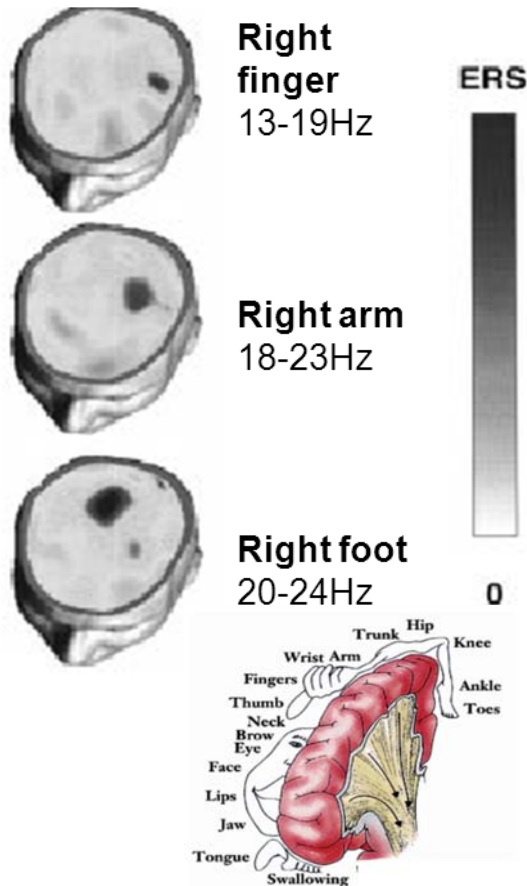 Right
finger
13-19Hz
ERS
Right arm
18-23Hz
Right foot
20-24Hz
0
Hip
Trunk
Knee
Wrist Arm
Fingers
Ankle
Thumb
Toes
Neck
Brow
Eye
Face
Lips
Jaw
Tongue
Swallowing